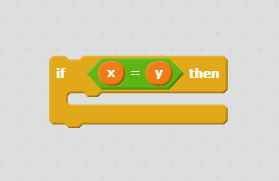 if x = y then